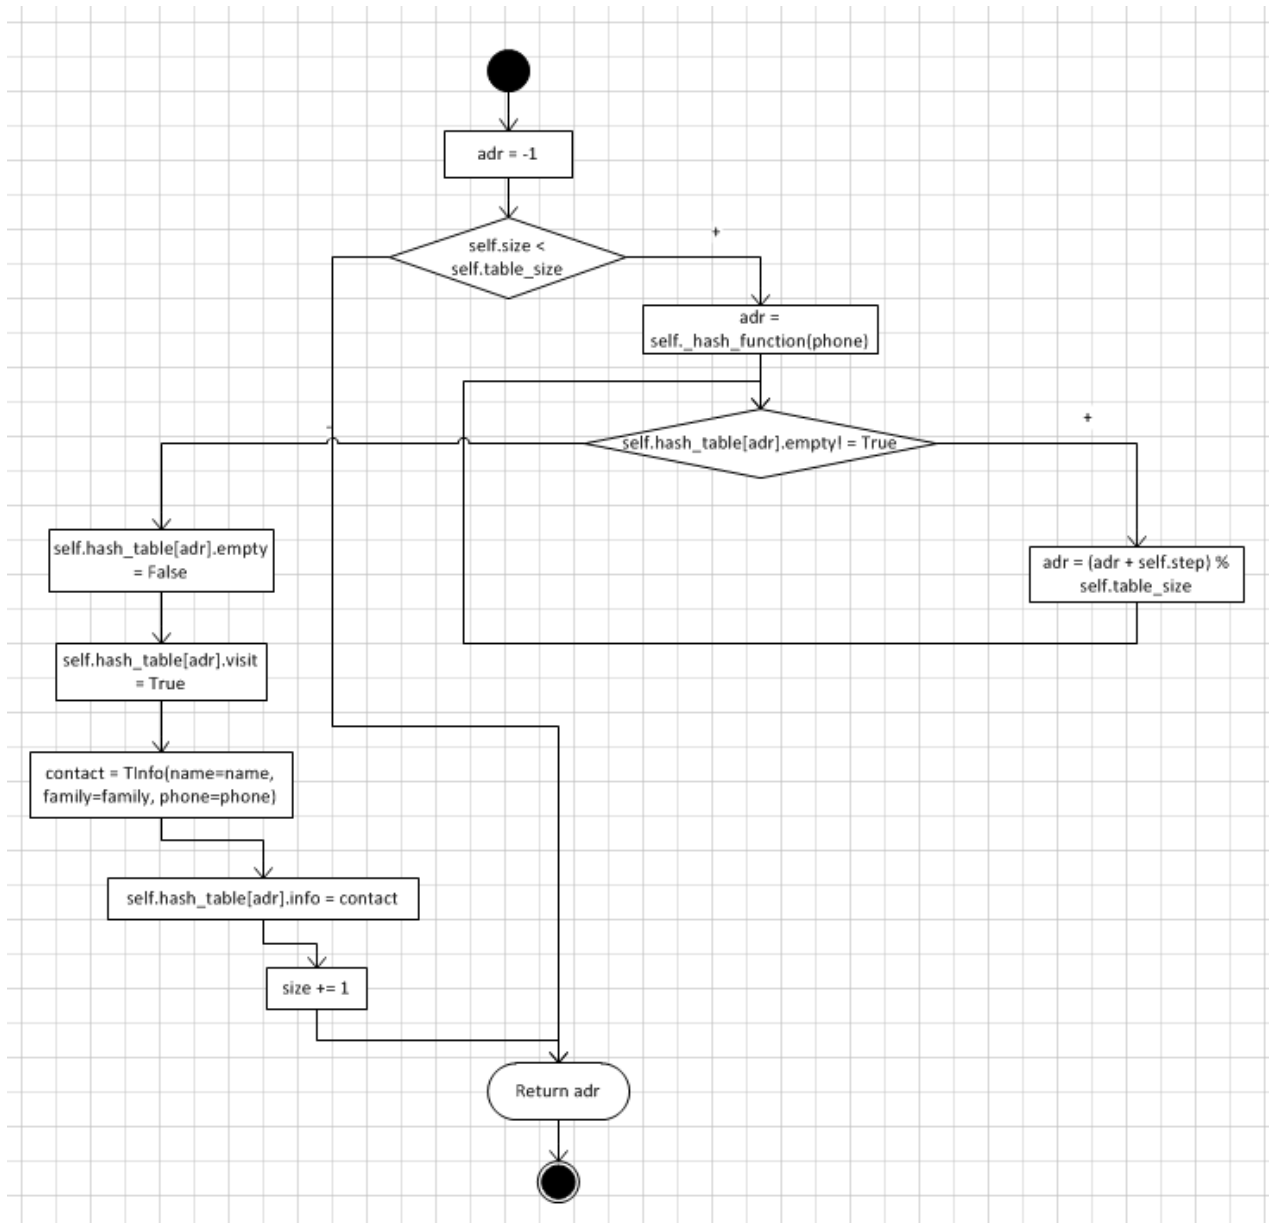 adr = -1
self.size <
self.table_size
+
adr =
self._hash_function(phone)
+
-
self.hash_table[adr].empty! = True
self.hash_table[adr].empty
= False
adr = (adr + self.step) %
self.table_size
self.hash_table[adr].visit
= True
contact = TInfo(name=name,
family=family, phone=phone)
self.hash_table[adr].info = contact
size += 1
Return adr